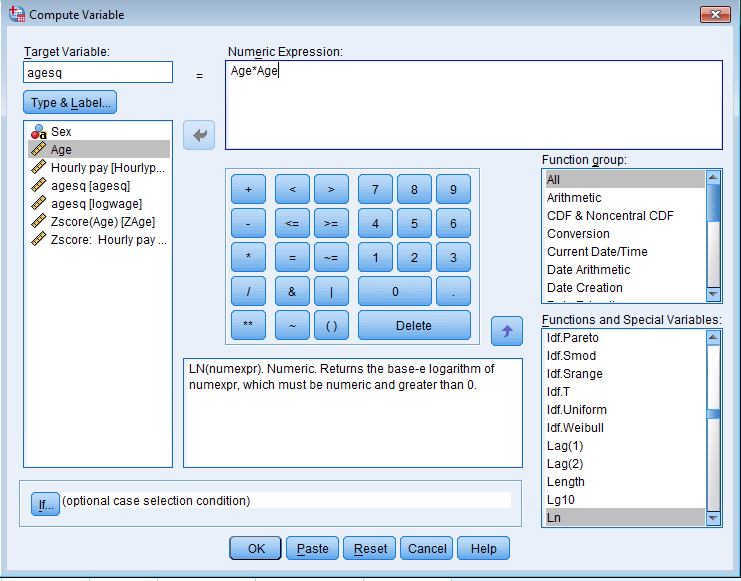 Compute Variable
Target Variable:
agesq
=
Numeric Expression:
Age*Age
Type & Label...
Sex
Age
Hourly pay [Hourlyp...
agesq [agesq]
agesq [logwage]
Zscore(Age) [ZAge]
Zscore: Hourly pay ...
+ < > 7 8 9
- <= >= 4 5 6
* = ~= 1 2 3
/ & | 0 .
** ~ ( ) Delete
LN(numexpr). Numeric. Returns the base-e logarithm of
numexpr, which must be numeric and greater than 0.
Function group:
All
Arithmetic
CDF & Noncentral CDF
Conversion
Current Date/Time
Date Arithmetic
Date Creation
Functions and Special Variables:
Idf.Pareto
Idf.Smod
Idf.Srange
Idf.T
Idf.Uniform
Idf.Weibull
Lag(1)
Lag(2)
Length
Lg10
Ln
If... (optional case selection condition)
OK Paste Reset Cancel Help